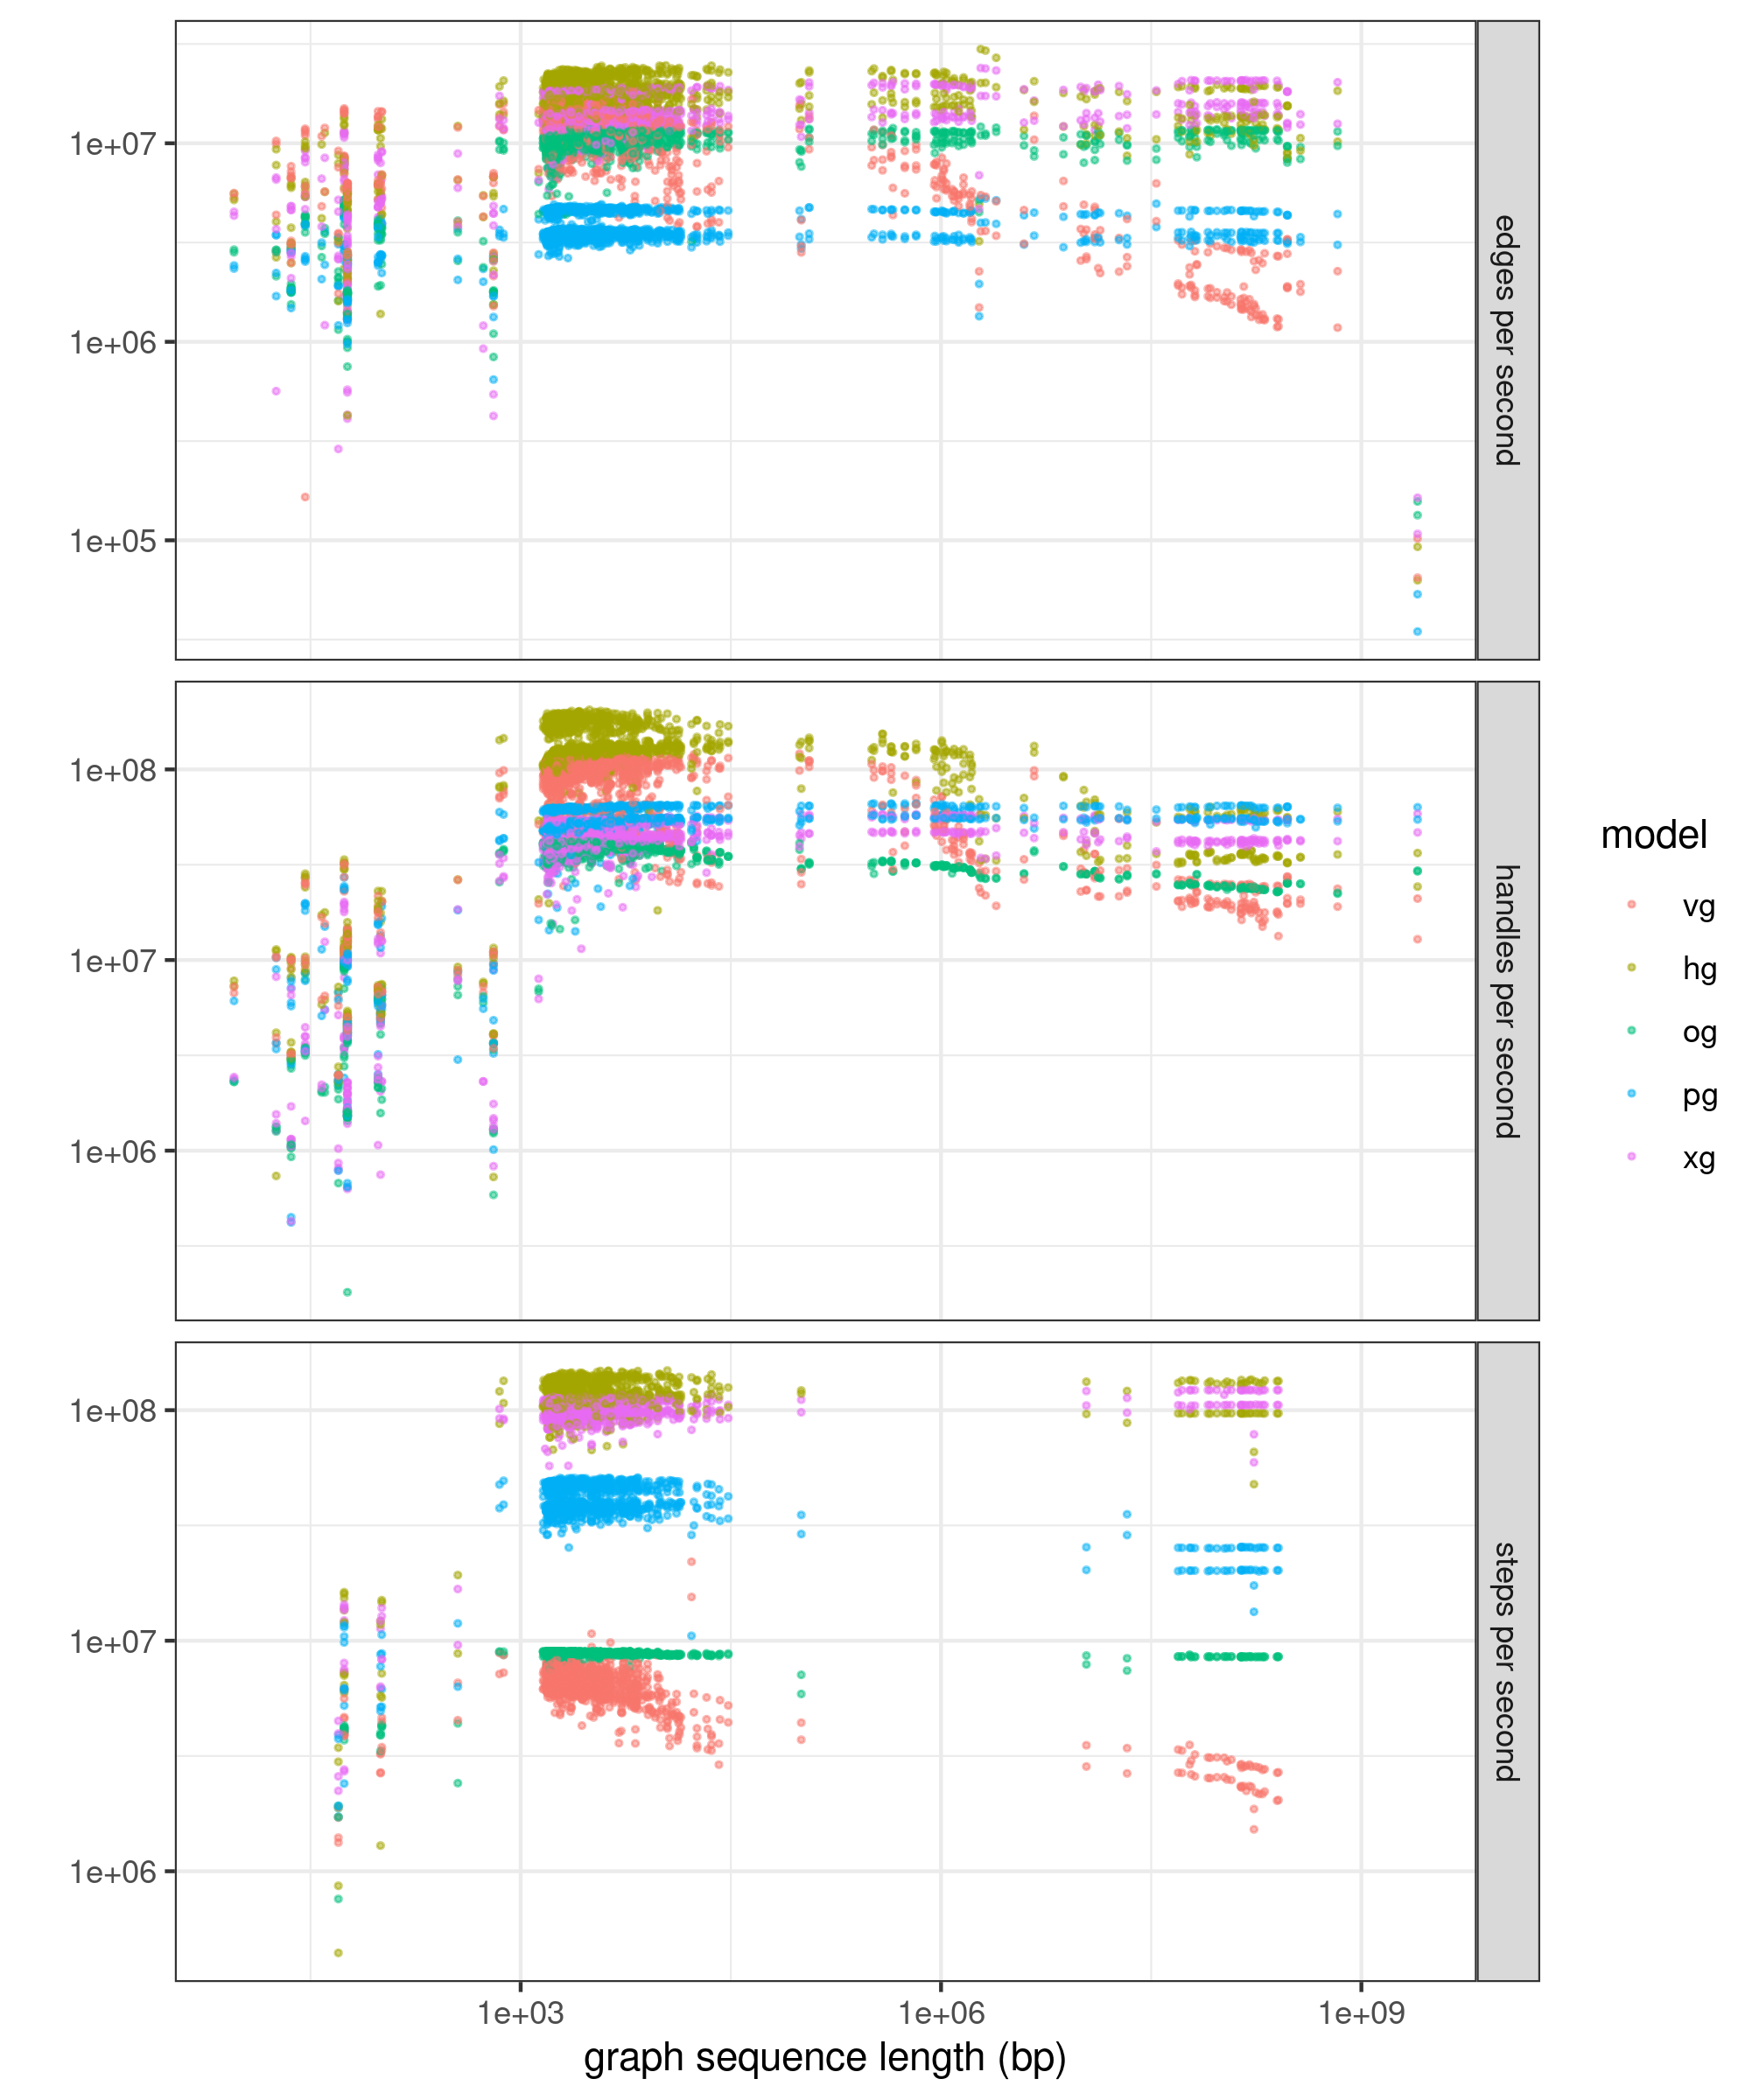 1e+07
1e+06
1e+05
edges per second
1e+08
1e+07
1e+06
handles per second
1e+08
1e+07
1e+06
steps per second
1e+03
1e+06
1e+09
graph sequence length (bp)
model
vg
hg
og
pg
xg